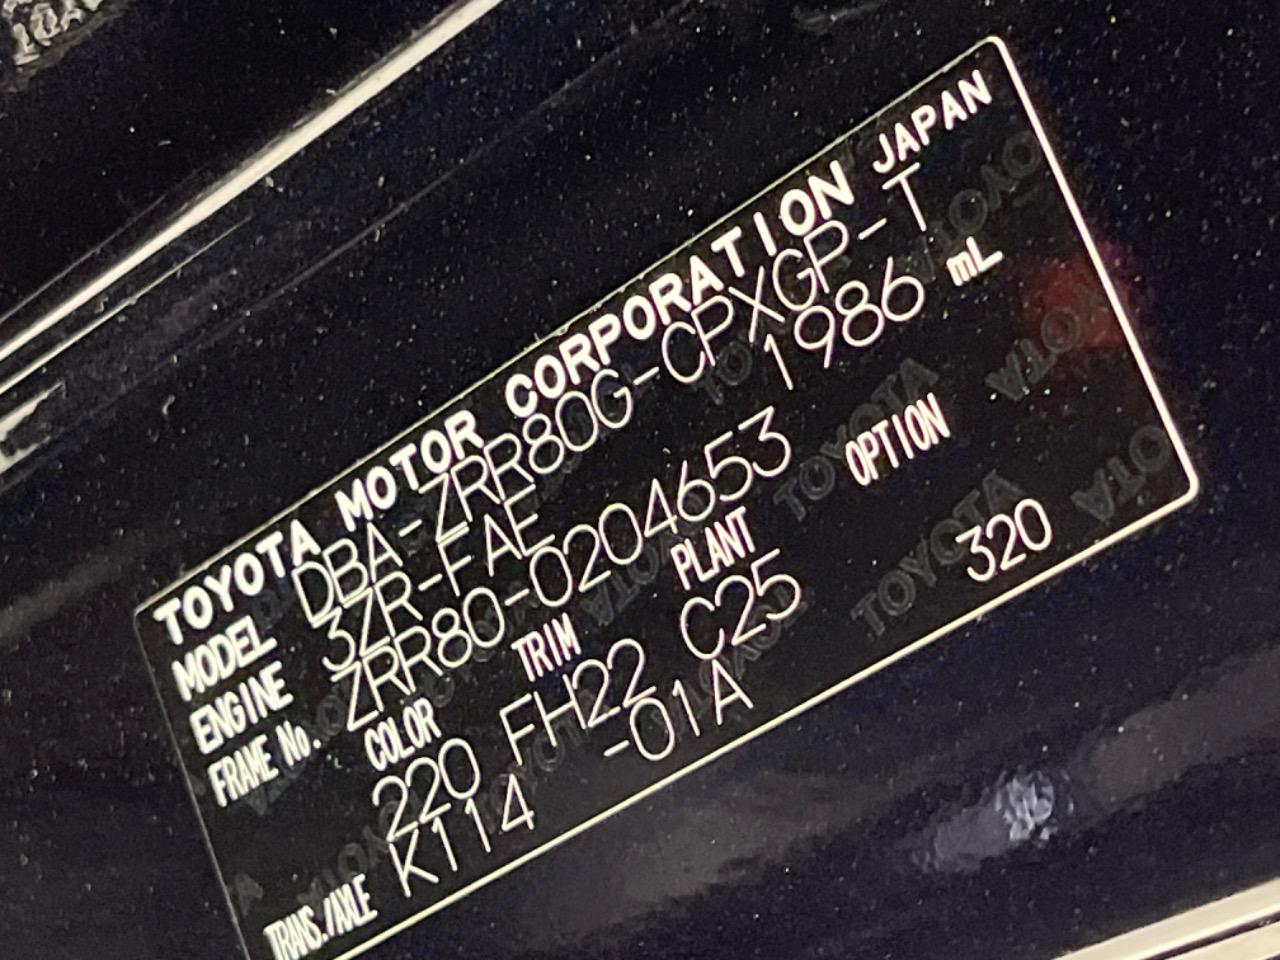 TOYOTA MOTOR CORPORATION JAPAN
MODEL DBA-ZRR80G-CPXGP-T
ENGINE 3ZR-FAE 1986 mL
FRAME No. ZRR80-0204653
COLOR TRIM PLANT OPTION
220 FH22 C25 320
TRANS./AXLE K114 -01A